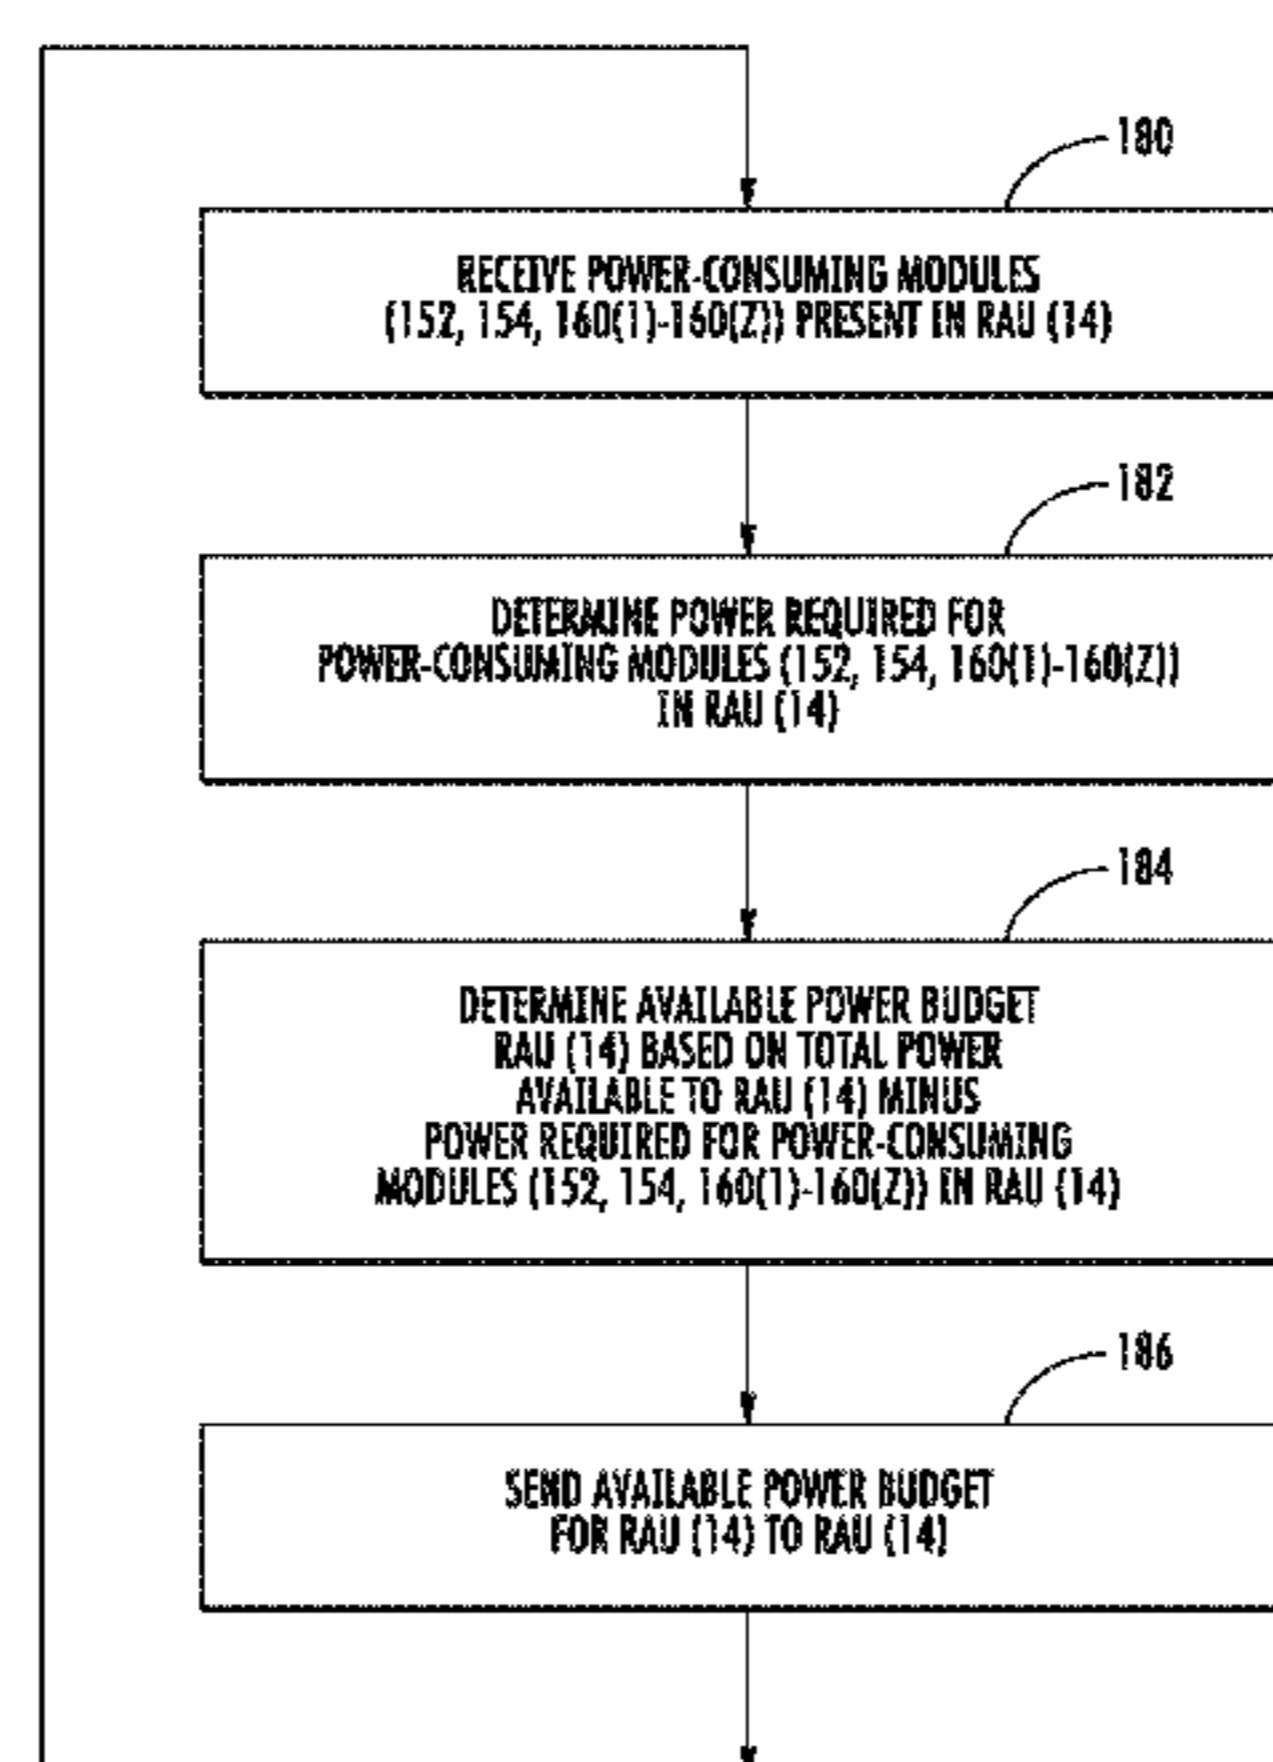 180
RECEIVE POWER-CONSUMING MODULES
(152, 154, 160(1)-160(Z)) PRESENT IN RAU (14)
182
DETERMINE POWER REQUIRED FOR
POWER-CONSUMING MODULES (152, 154, 160(1)-160(Z))
IN RAU (14)
184
DETERMINE AVAILABLE POWER BUDGET
RAU (14) BASED ON TOTAL POWER
AVAILABLE TO RAU (14) MINUS
POWER REQUIRED FOR POWER-CONSUMING
MODULES (152, 154, 160(1)-160(Z)) IN RAU (14)
186
SEND AVAILABLE POWER BUDGET
FOR RAU (14) TO RAU (14)